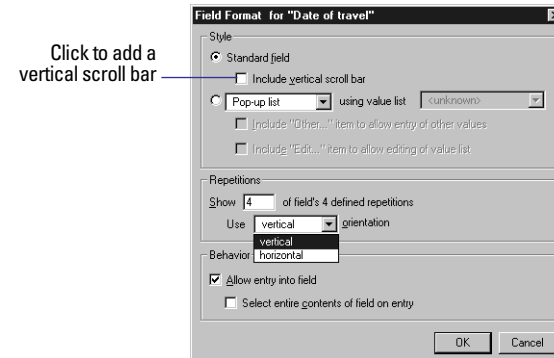 Field Format for "Date of travel"
Style
Standard field
Click to add a
vertical scroll bar
Include vertical scroll bar
Pop-up list using value list <unknown>
Include "Other..." item to allow entry of other values
Include "Edit..." item to allow editing of value list
Repetitions
Show 4 of field's 4 defined repetitions
Use vertical orientation
vertical
horizontal
Behavior
Allow entry into field
Select entire contents of field on entry
OK Cancel